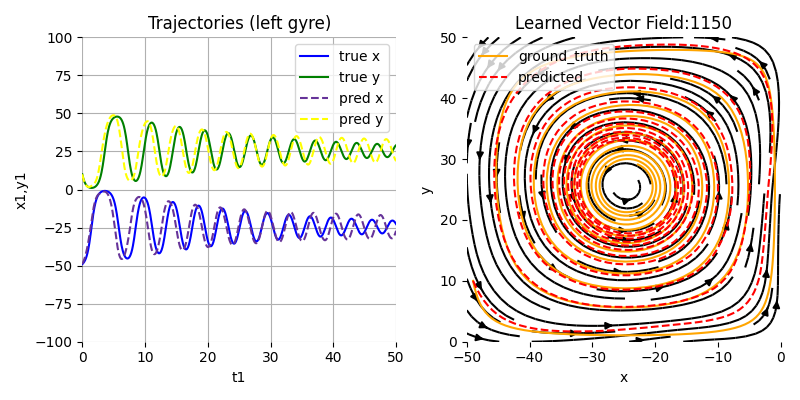 Trajectories (left gyre)
100
75
50
25
0
−25
−50
−75
−100
x1,y1
0 10 20 30 40 50
t1
true x
true y
pred x
pred y
Learned Vector Field:1150
50
40
30
20
10
0
y
−50 −40 −30 −20 −10 0
x
ground_truth
predicted